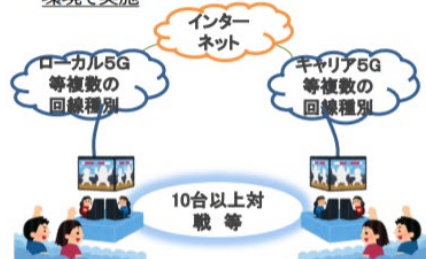 環境で実施
インター
ネット
ローカル5G
等複数の
回線種別
キャリア5G
等複数の
回線種別
10台以上対
戦 等